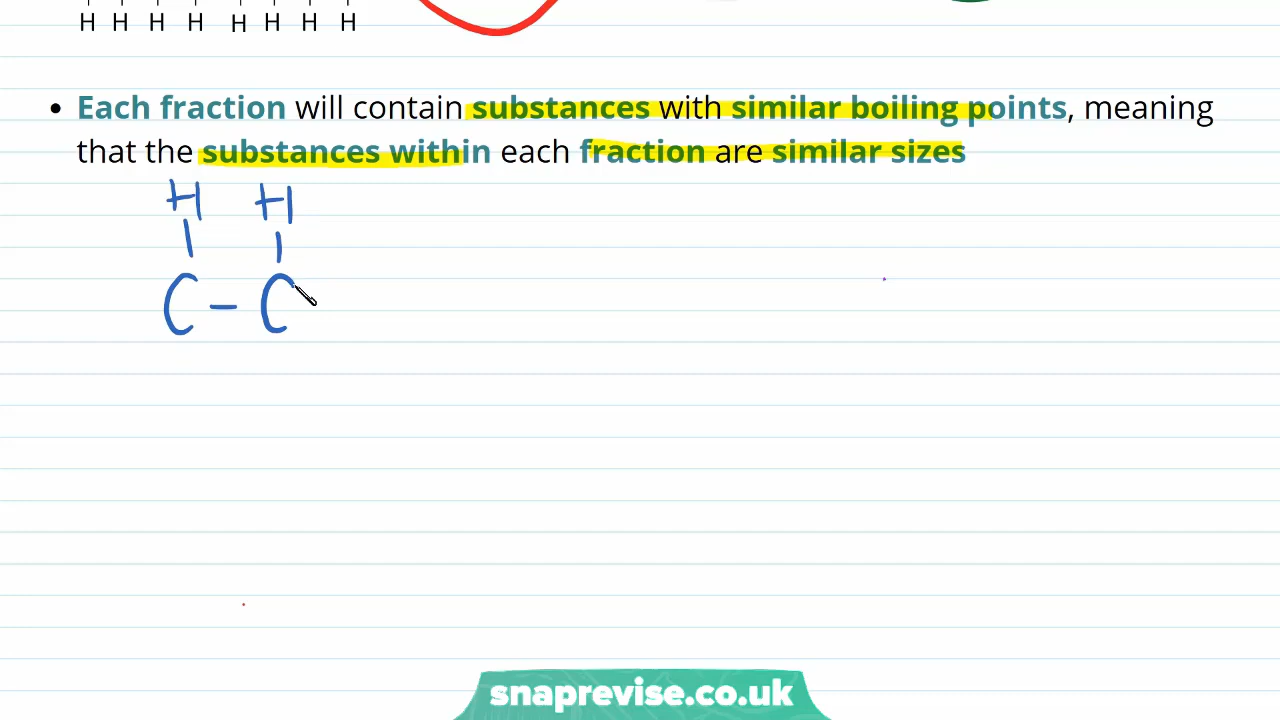 H H H H H H H H
• Each fraction will contain substances with similar boiling points, meaning
that the substances within each fraction are similar sizes
H H
C – C
snaprevise.co.uk